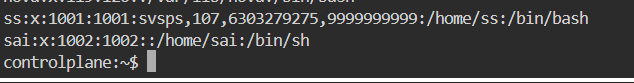 ss:x:1001:1001:svsps,107,6303279275,9999999999:/home/ss:/bin/bash
sai:x:1002:1002::/home/sai:/bin/sh
controlplane:~$